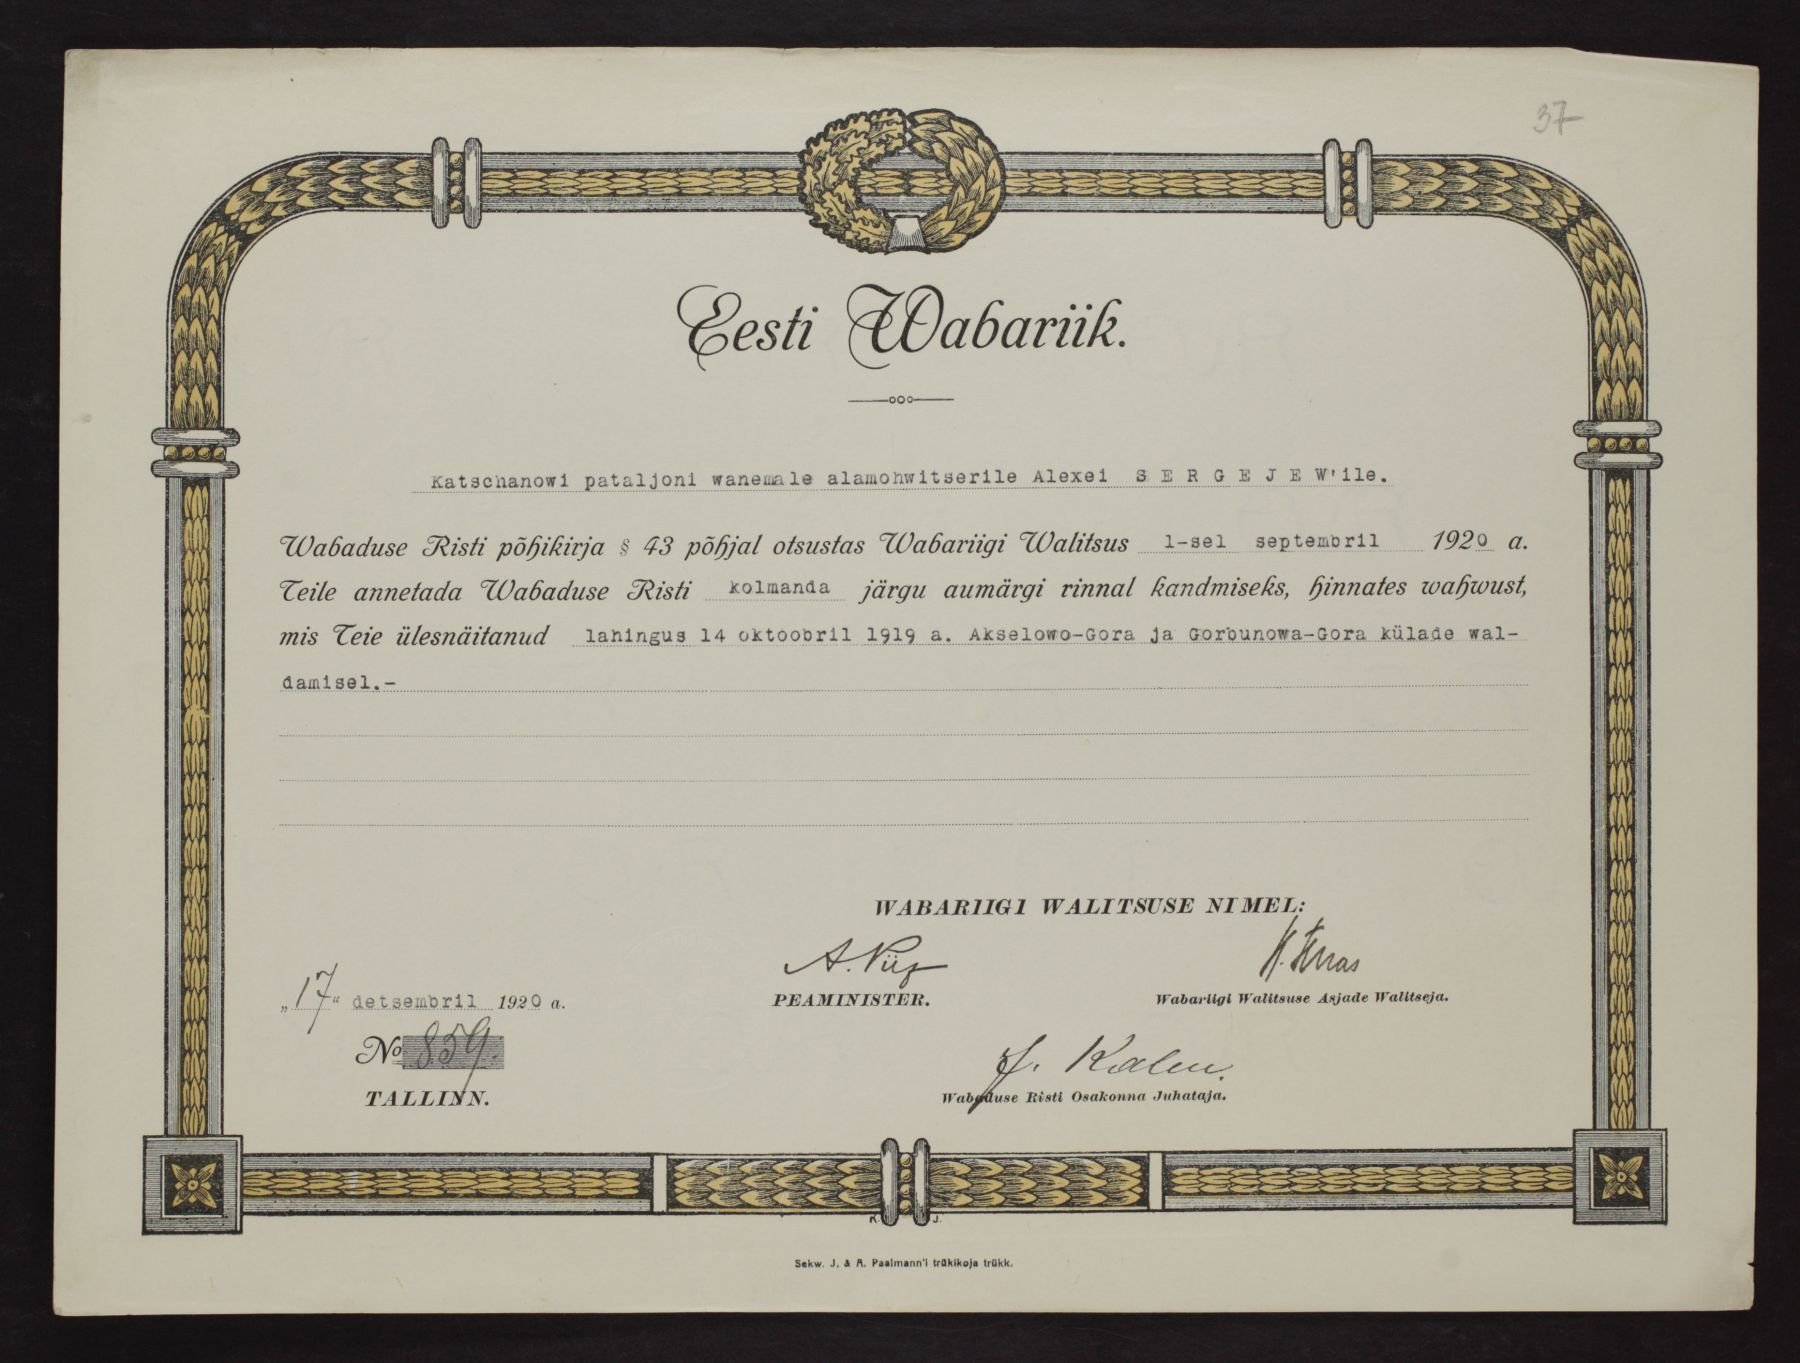 37
Eesti Wabariik.
Katschanowi pataljoni wanemale alamohwitserile Alexei S E R G E J E W'ile.
Wabaduse Risti põhikirja § 43 põhjal otsustas Wabariigi Walitsus 1-sel septembril 1920 a.
Teile annetada Wabaduse Risti kolmanda järgu aumärgi rinnal kandmiseks, hinnates wahwust,
mis Teie ülesnäitanud lahingus 14 oktoobril 1919 a. Akselowo-Gora ja Gorbunowa-Gora külade wal-
damisel.-
WABARIIGI WALITSUSE NIMEL:
A. Piip
PEAMINISTER.
Wabariigi Walitsuse Asjade Walitseja.
"17" detsembril 1920 a.
No 859.
TALLINN.
Wabaduse Risti Osakonna Juhataja.
K. J.
Sekw. J. & A. Paalmann'i trükikoja trükk.